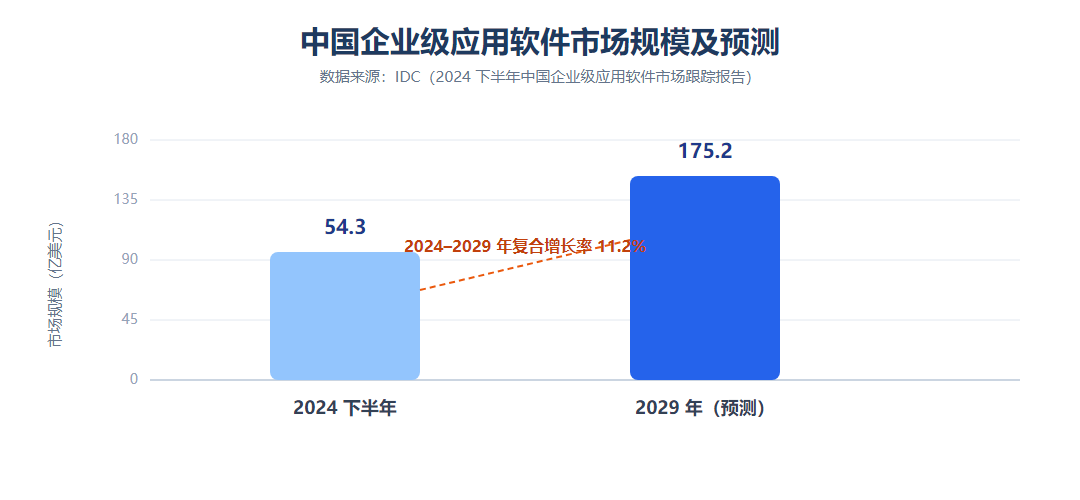 中国企业级应用软件市场规模及预测
数据来源：IDC（2024 下半年中国企业级应用软件市场跟踪报告）
180
135
90
45
0
市场规模（亿美元）
54.3
175.2
2024–2029 年复合增长率 11.2%
2024 下半年
2029 年（预测）